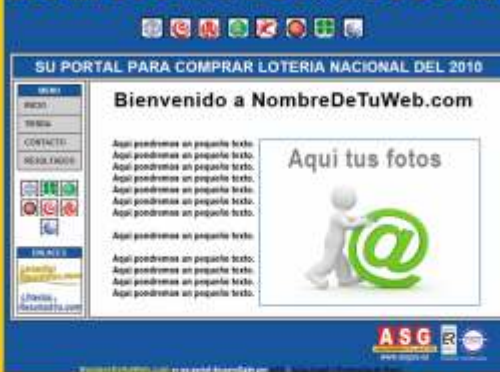 SU PORTAL PARA COMPRAR LOTERIA NACIONAL DEL 2010
MENU
INICIO
TIENDA
CONTACTO
RESULTADOS
ENLACES
Bienvenido a NombreDeTuWeb.com
Aqui pondremos un pequeño texto.
Aqui pondremos un pequeño texto.
Aqui pondremos un pequeño texto.
Aqui pondremos un pequeño texto.
Aqui pondremos un pequeño texto.
Aqui pondremos un pequeño texto.
Aqui pondremos un pequeño texto.
Aqui pondremos un pequeño texto.
Aqui pondremos un pequeño texto.
Aqui pondremos un pequeño texto.
Aqui pondremos un pequeño texto.
Aqui pondremos un pequeño texto.
Aqui tus fotos
@
ASG